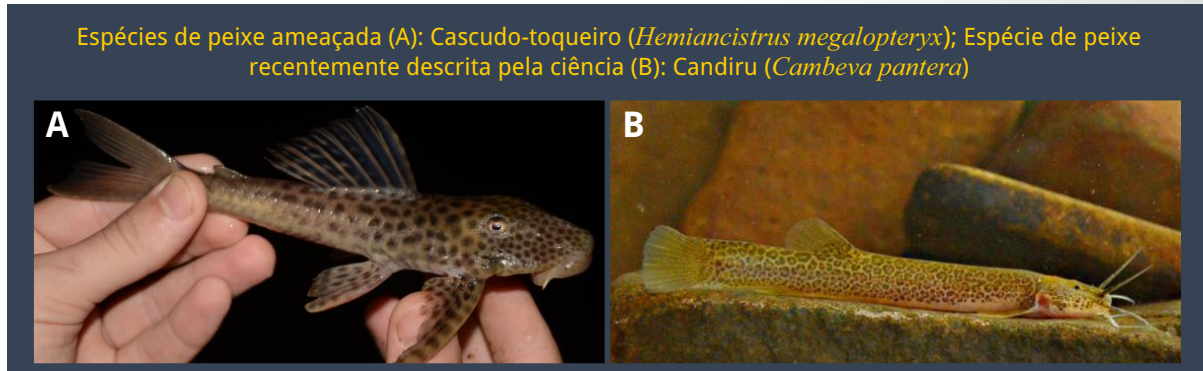 Espécies de peixe ameaçada (A): Cascudo-toqueiro (Hemiancistrus megalopteryx); Espécie de peixe
recentemente descrita pela ciência (B): Candiru (Cambeva pantera)
A
B